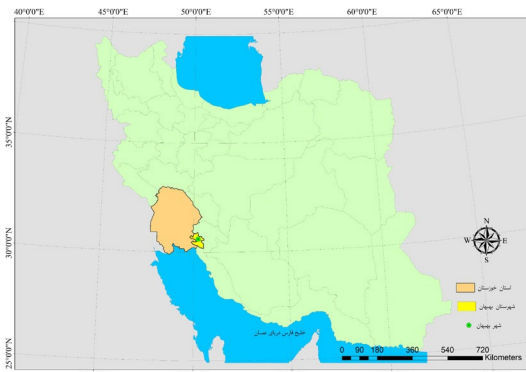 40°0'0"E 45°0'0"E 50°0'0"E 55°0'0"E 60°0'0"E 65°0'0"E
35°0'0"N
30°0'0"N
25°0'0"N
N
W E
S
استان خوزستان
شهرستان بهبهان
شهر بهبهان
خلیج فارس دریای عمان
0 90 180 360 540 720
Kilometers